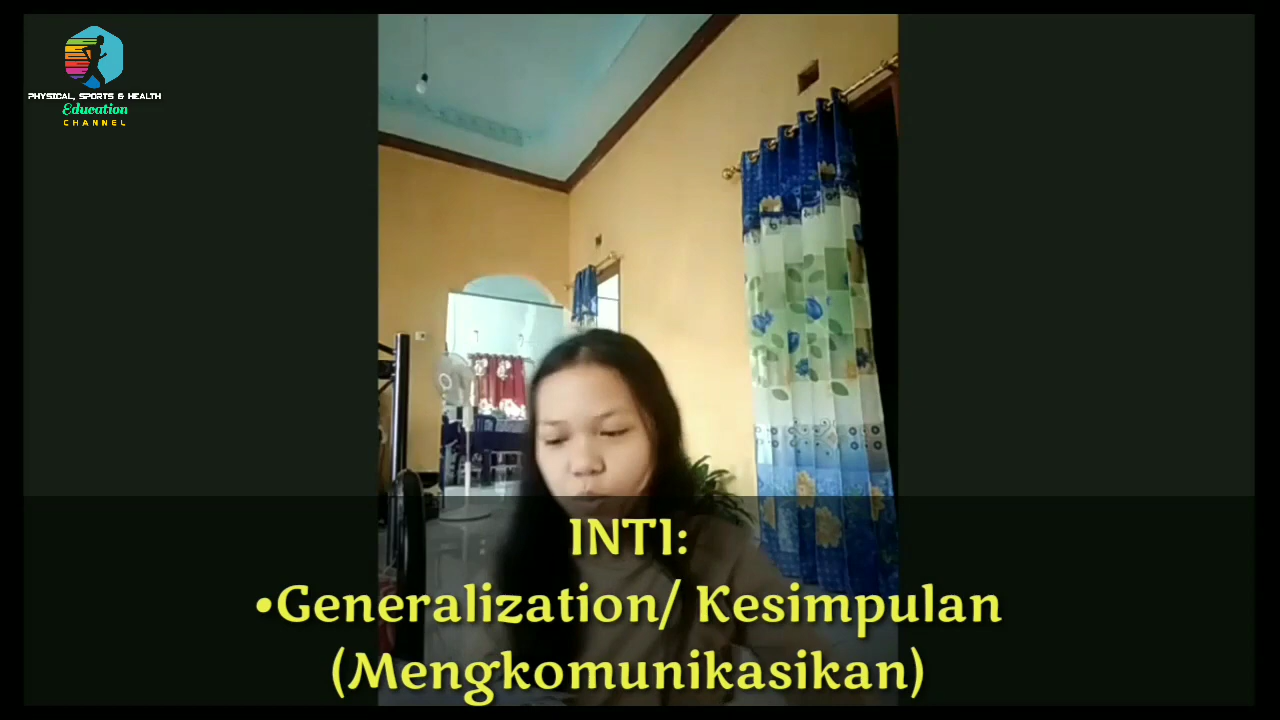 PHYSICAL, SPORTS & HEALTH
Education
CHANNEL
INTI:
•Generalization/ Kesimpulan
(Mengkomunikasikan)